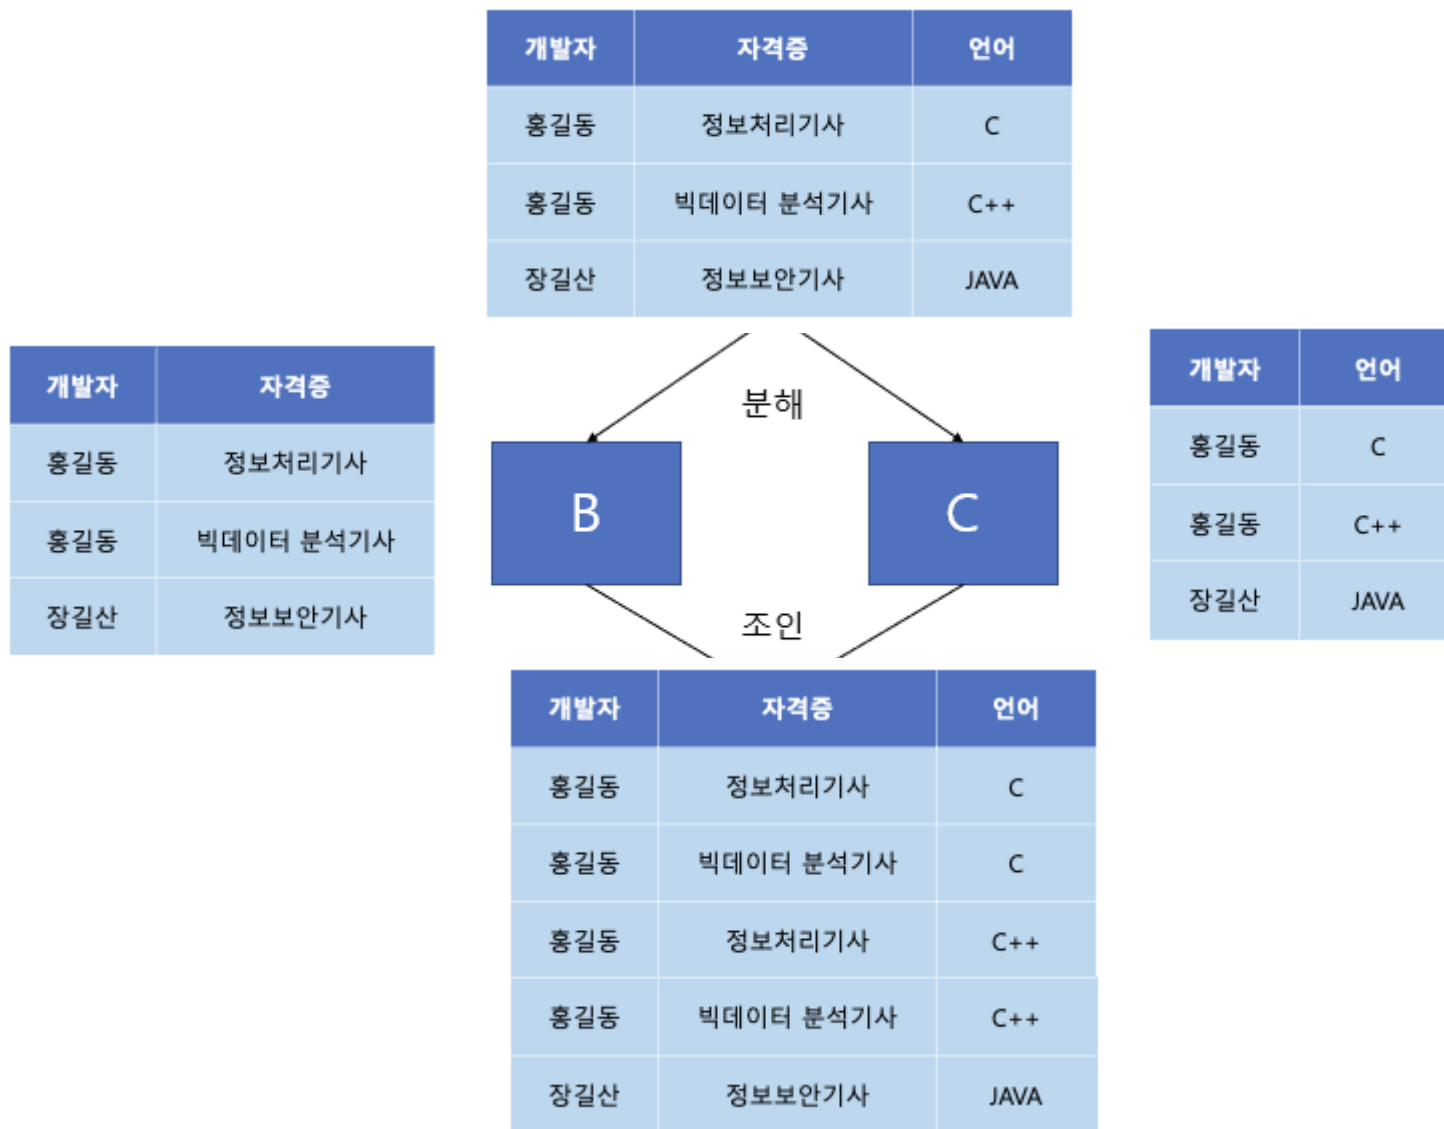 개발자 자격증 언어
홍길동 정보처리기사 C
홍길동 빅데이터 분석기사 C++
장길산 정보보안기사 JAVA
분해
개발자 자격증
홍길동 정보처리기사
홍길동 빅데이터 분석기사
장길산 정보보안기사
B
C
개발자 언어
홍길동 C
홍길동 C++
장길산 JAVA
조인
개발자 자격증 언어
홍길동 정보처리기사 C
홍길동 빅데이터 분석기사 C
홍길동 정보처리기사 C++
홍길동 빅데이터 분석기사 C++
장길산 정보보안기사 JAVA